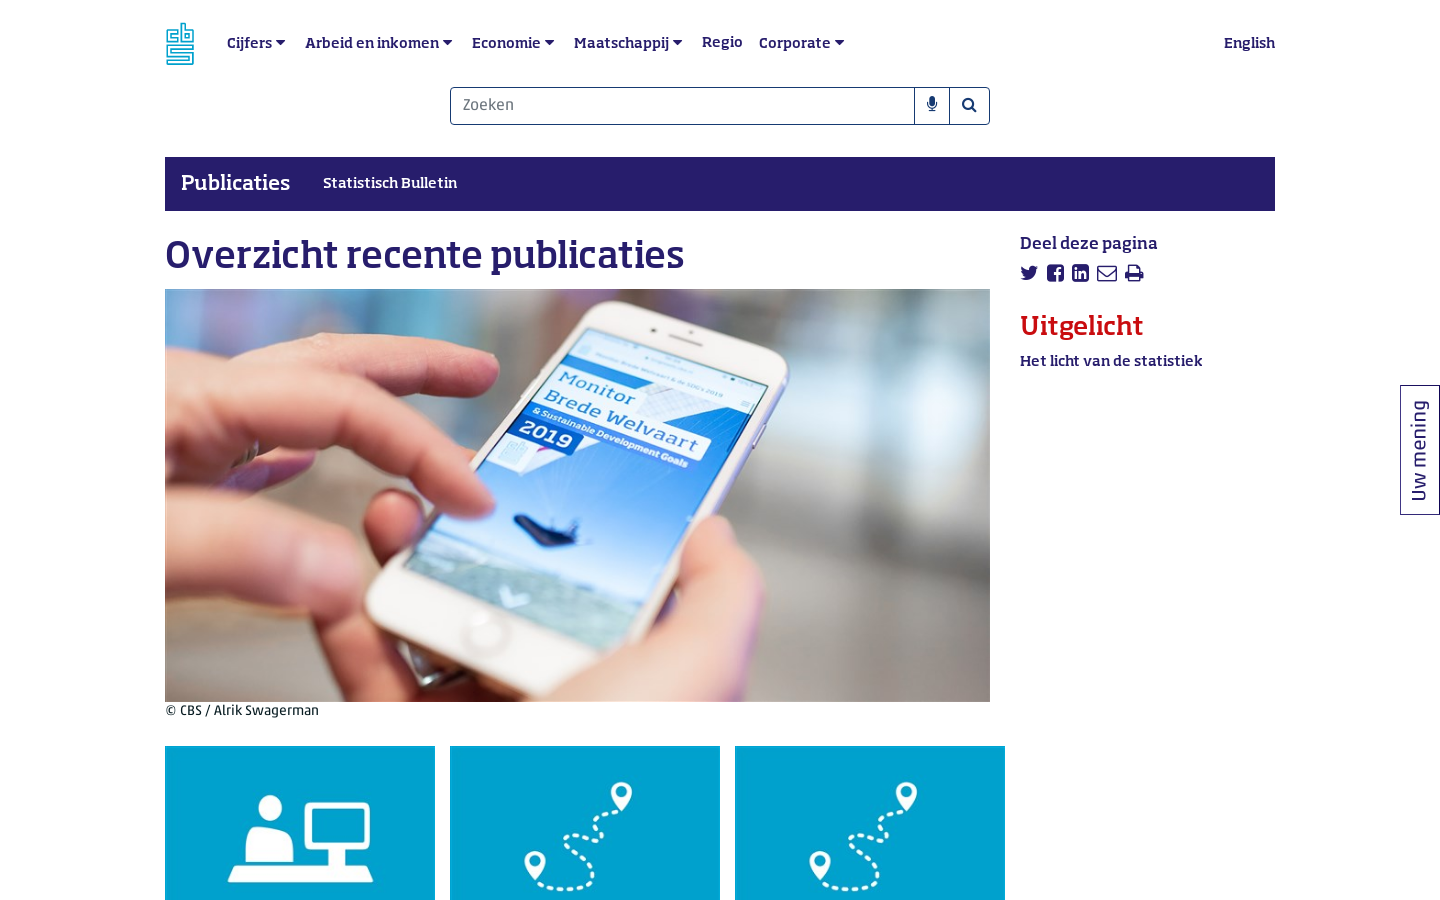 Cijfers
Arbeid en inkomen
Economie
Maatschappij
Regio
Corporate
English
Zoeken
Publicaties
Statistisch Bulletin
Overzicht recente publicaties
Deel deze pagina
Uitgelicht
Het licht van de statistiek
Monitor
Brede Welvaart
& Sustainable Development Goals
2019
© CBS / Alrik Swagerman
Uw mening